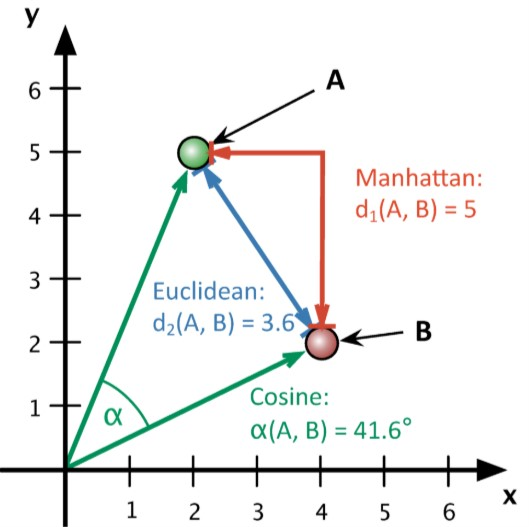 y
A
6
5
4
3
2
1
Manhattan:
d₁(A, B) = 5
Euclidean:
d₂(A, B) = 3.6
B
Cosine:
α(A, B) = 41.6°
α
1 2 3 4 5 6
x